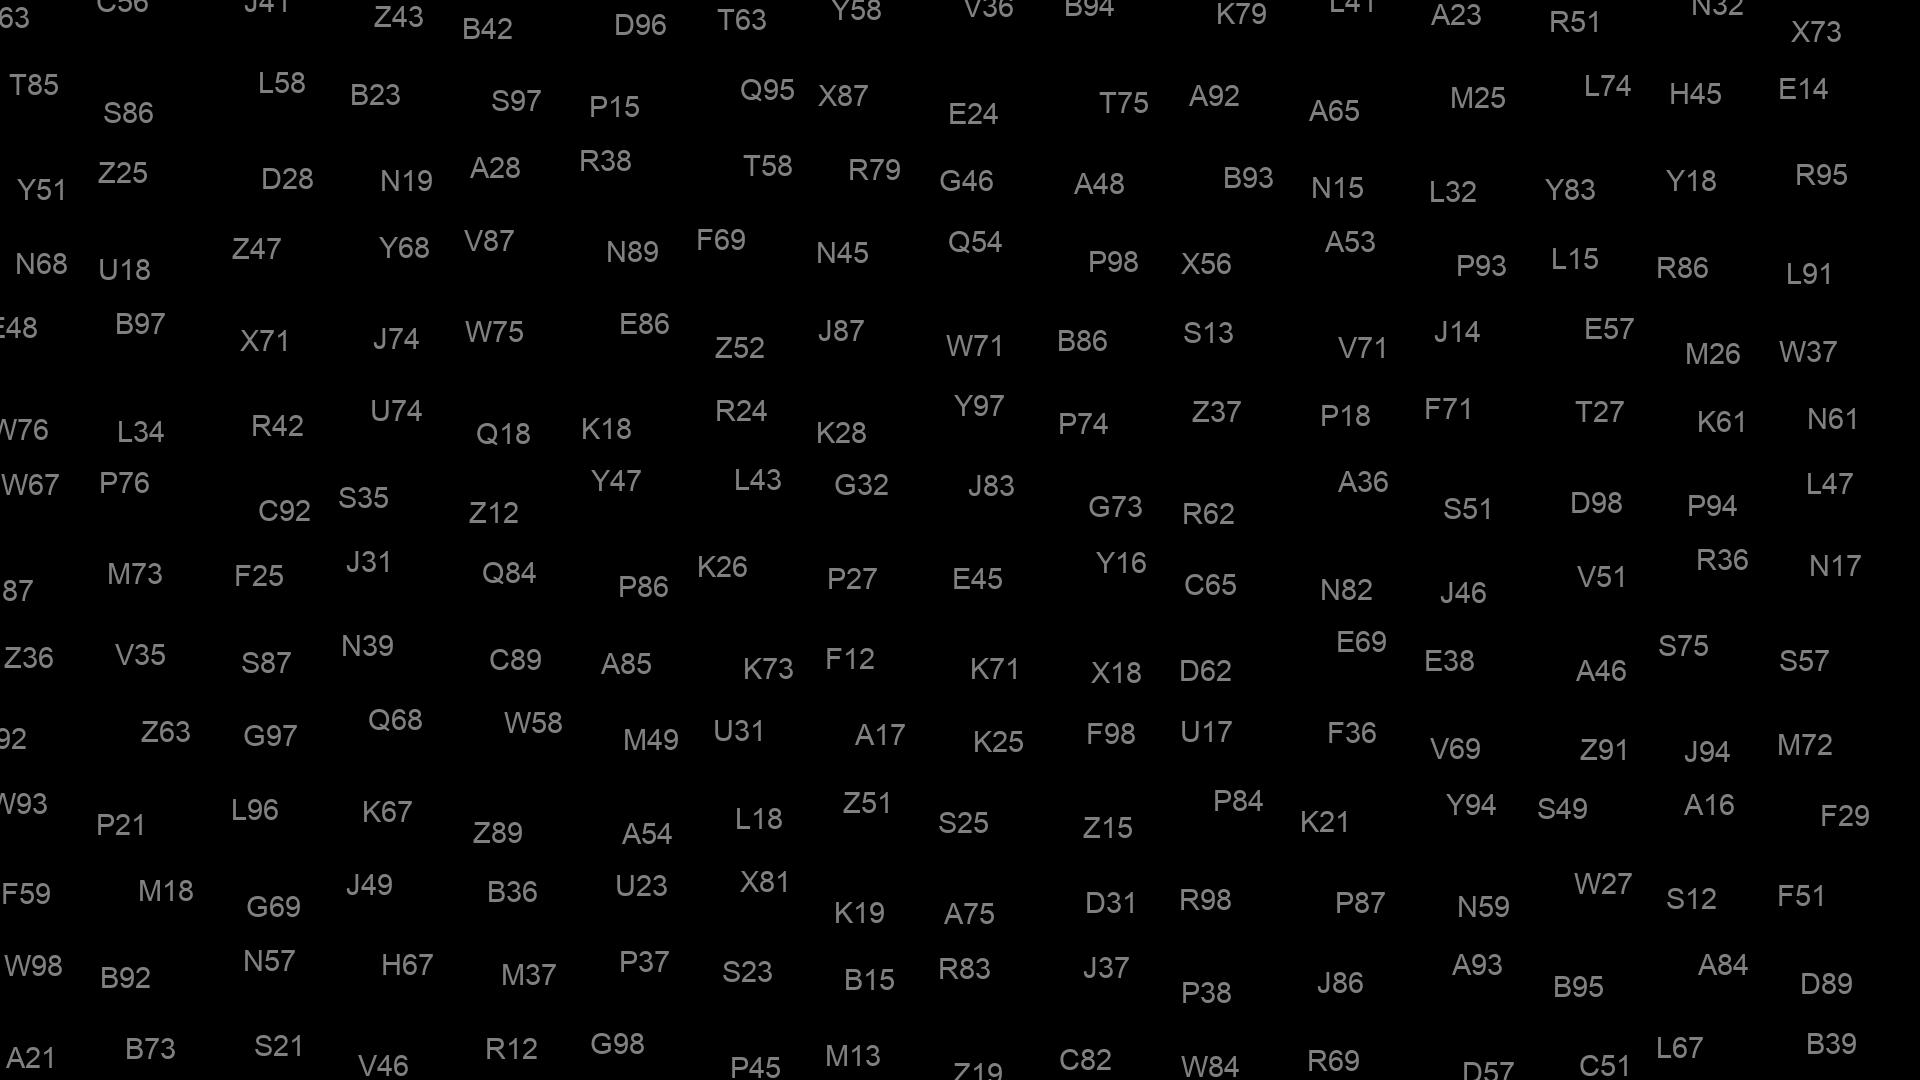 C56 J41 Z43 B42 D96 T63 Y58 V36 B94 K79 L41 A23 R51 N32 X73
T85 S86 L58 B23 S97 P15 Q95 X87 E24 T75 A92 A65 M25 L74 H45 E14
Y51 Z25 D28 N19 A28 R38 T58 R79 G46 A48 B93 N15 L32 Y83 Y18 R95
N68 U18 Z47 Y68 V87 N89 F69 N45 Q54 P98 X56 A53 P93 L15 R86 L91
E48 B97 X71 J74 W75 E86 Z52 J87 W71 B86 S13 V71 J14 E57 M26 W37
W76 L34 R42 U74 Q18 K18 R24 K28 Y97 P74 Z37 P18 F71 T27 K61 N61
W67 P76 C92 S35 Z12 Y47 L43 G32 J83 G73 R62 A36 S51 D98 P94 L47
87 M73 F25 J31 Q84 P86 K26 P27 E45 Y16 C65 N82 J46 V51 R36 N17
Z36 V35 S87 N39 C89 A85 K73 F12 K71 X18 D62 E69 E38 A46 S75 S57
92 Z63 G97 Q68 W58 M49 U31 A17 K25 F98 U17 F36 V69 Z91 J94 M72
W93 P21 L96 K67 Z89 A54 L18 Z51 S25 Z15 P84 K21 Y94 S49 A16 F29
F59 M18 G69 J49 B36 U23 X81 K19 A75 D31 R98 P87 N59 W27 S12 F51
W98 B92 N57 H67 M37 P37 S23 B15 R83 J37 P38 J86 A93 B95 A84 D89
A21 B73 S21 V46 R12 G98 P45 M13 Z19 C82 W84 R69 D57 C51 L67 B39